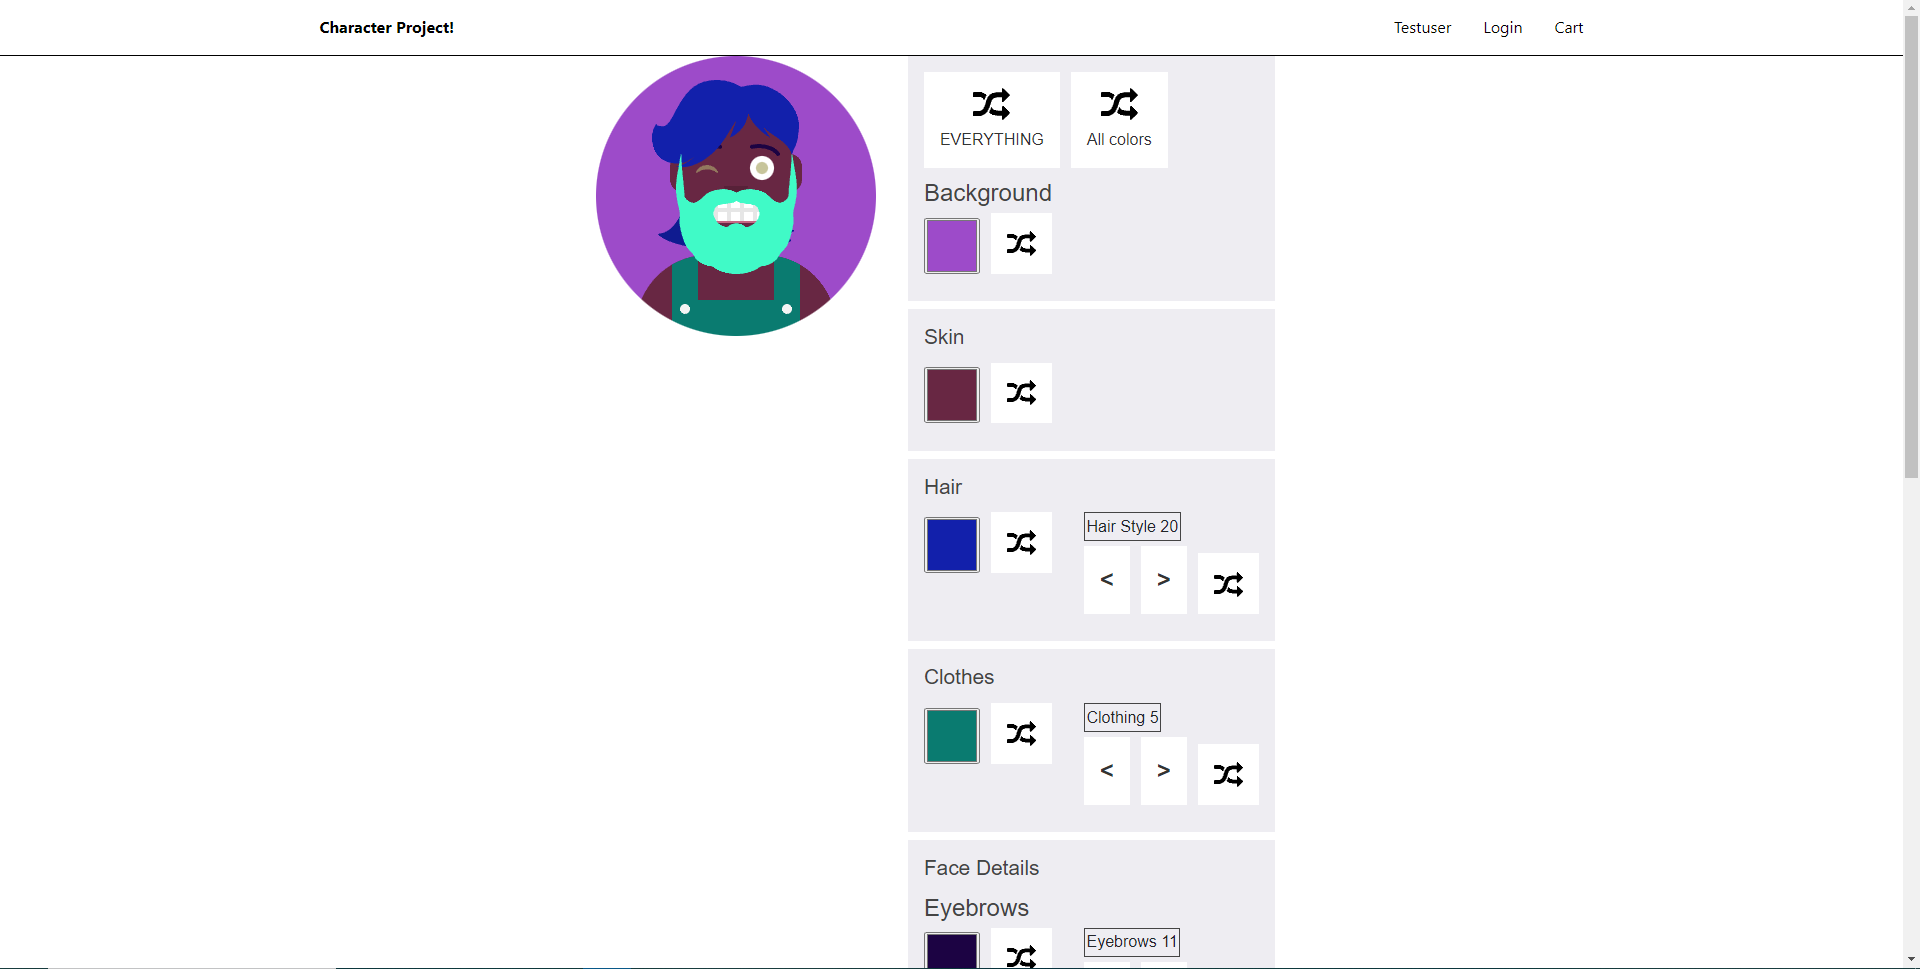 Character Project!
Testuser
Login
Cart
EVERYTHING
All colors
Background
Skin
Hair
Hair Style 20
<
>
Clothes
Clothing 5
<
>
Face Details
Eyebrows
Eyebrows 11